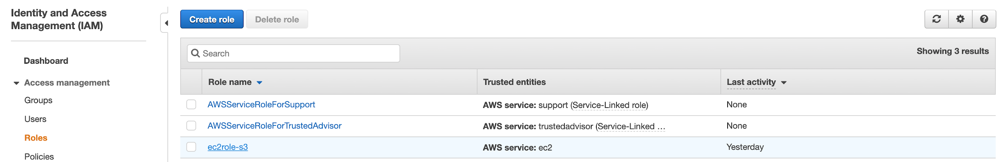 Identity and Access
Management (IAM)
Dashboard
Access management
Groups
Users
Roles
Policies
Create role
Delete role
Search
Showing 3 results
Role name
Trusted entities
Last activity
AWSServiceRoleForSupport
AWS service: support (Service-Linked role)
None
AWSServiceRoleForTrustedAdvisor
AWS service: trustedadvisor (Service-Linked ...
None
ec2role-s3
AWS service: ec2
Yesterday